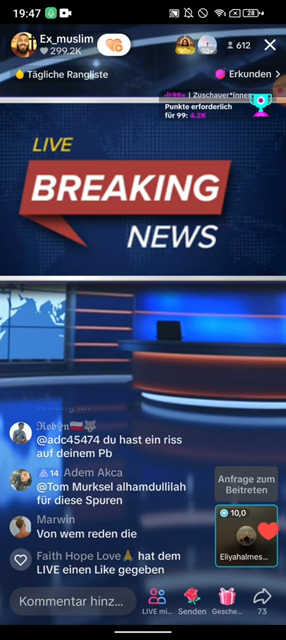 19:47
28
Ex_muslim
299.2K
612
Tägliche Rangliste
Erkunden >
99+ | Zuschauer*innen
Punkte erforderlich
für 99: 4.2K
LIVE
BREAKING
NEWS
@adc45474 du hast ein riss
auf deinem Pb
14 Adem Akca
@Tom Murksel alhamdullilah
für diese Spuren
Marwin
Von wem reden die
Faith Hope Love🙏 hat dem
LIVE einen Like gegeben
Anfrage zum
Beitreten
10,0
Eliyahalmes...
Kommentar hinz...
LIVE mi...
Senden
Gesche...
73